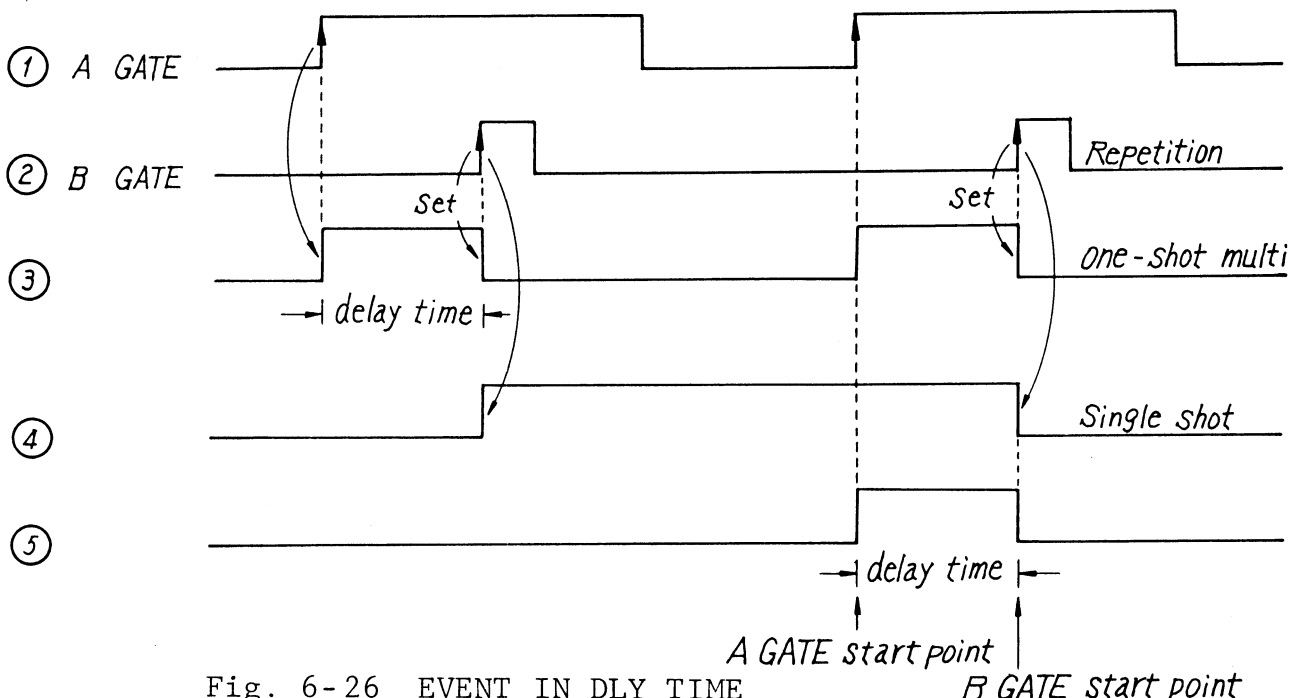 ① A GATE
② B GATE
Repetition
Set
Set
③
One-shot multi
delay time
④
Single shot
⑤
delay time
A GATE start point
Fig. 6-26 EVENT IN DLY TIME
B GATE start point